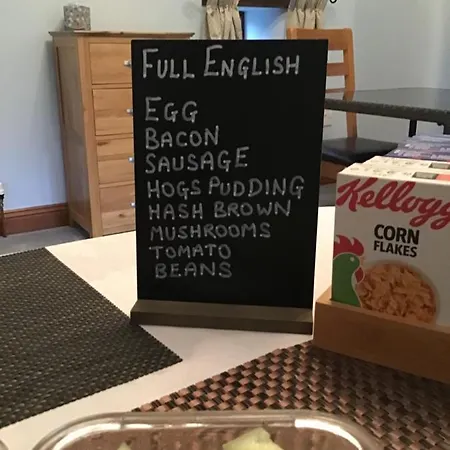 FULL ENGLISH
EGG
BACON
SAUSAGE
HOGS PUDDING
HASH BROWN
MUSHROOMS
TOMATO
BEANS
Kellogg
CORN
FLAKES